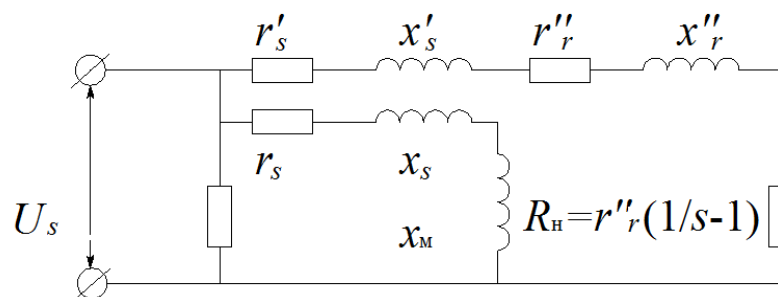 r′s x′s r″r x″r
rs xs
Us xм Rн=r″r(1/s-1)